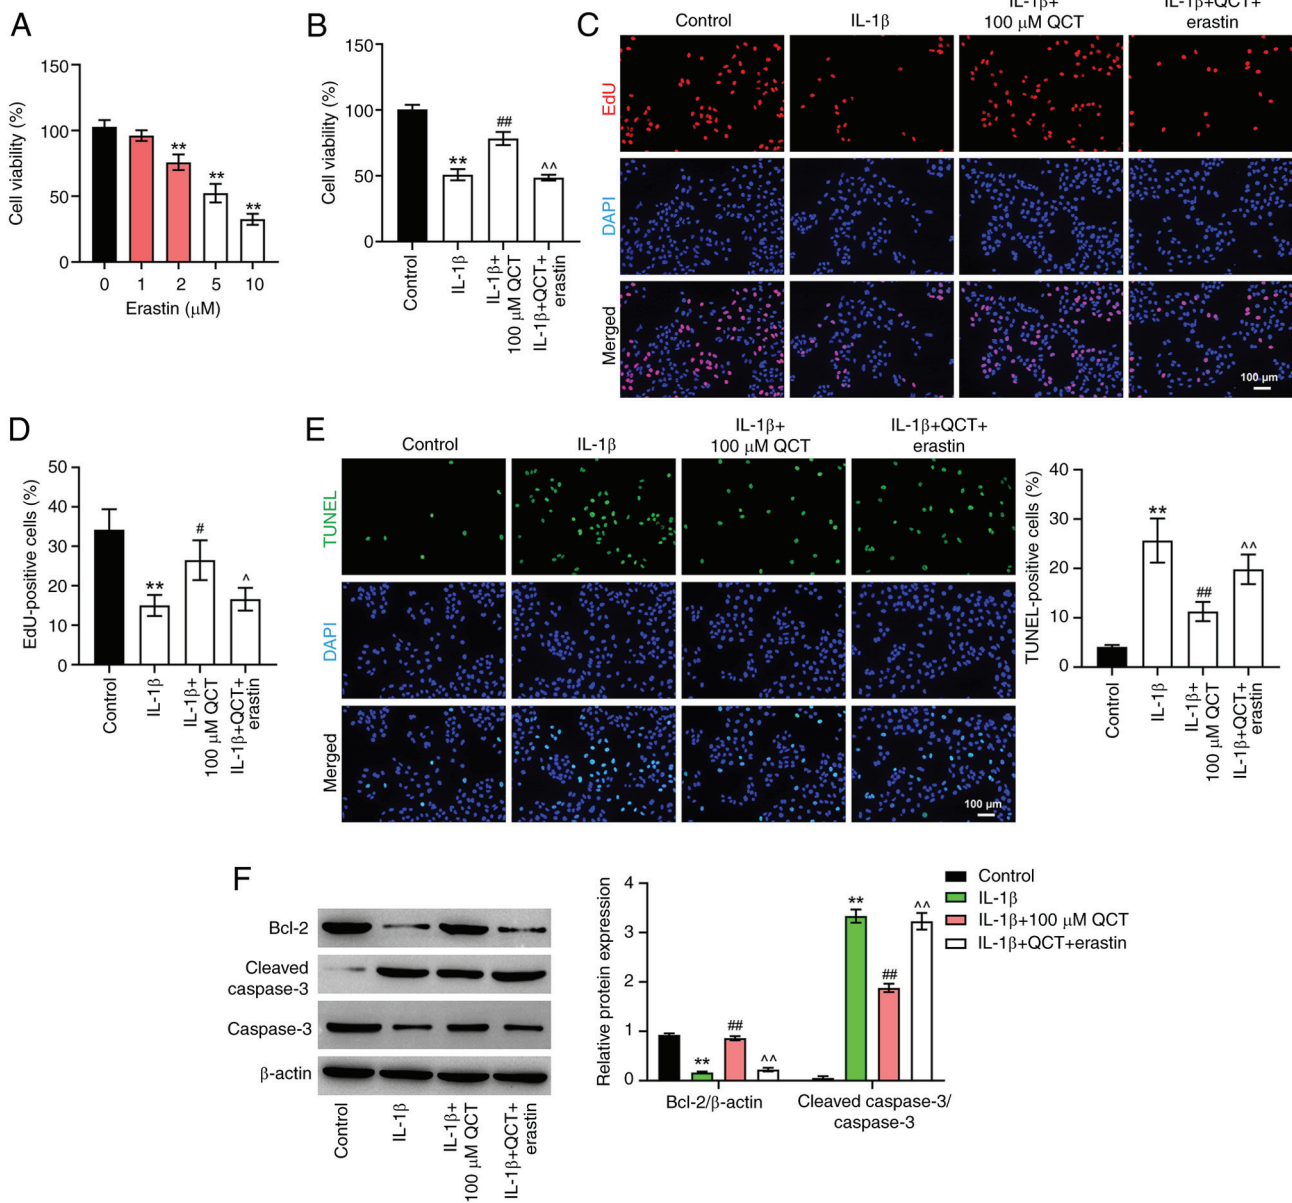 A
Cell viability (%)
150
100
50
0
**
**
**
0 1 2 5 10
Erastin (µM)
B
Cell viability (%)
150
100
50
0
**
##
^^
Control
IL-1β
IL-1β+
100 µM QCT
IL-1β+QCT+
erastin
C
Control
IL-1β
IL-1β+
100 µM QCT
IL-1β+QCT+
erastin
EdU
DAPI
Merged
100 µm
D
EdU-positive cells (%)
50
40
30
20
10
0
**
#
^
Control
IL-1β
IL-1β+
100 µM QCT
IL-1β+QCT+
erastin
E
Control
IL-1β
IL-1β+
100 µM QCT
IL-1β+QCT+
erastin
TUNEL
DAPI
Merged
100 µm
TUNEL-positive cells (%)
40
30
20
10
0
**
##
^^
Control
IL-1β
IL-1β+
100 µM QCT
IL-1β+QCT+
erastin
F
Bcl-2
Cleaved
caspase-3
Caspase-3
β-actin
Control
IL-1β
IL-1β+
100 µM QCT
IL-1β+QCT+
erastin
Relative protein expression
4
3
2
1
0
**
##
^^
**
##
^^
Bcl-2/β-actin
Cleaved caspase-3/
caspase-3
Control
IL-1β
IL-1β+100 µM QCT
IL-1β+QCT+erastin